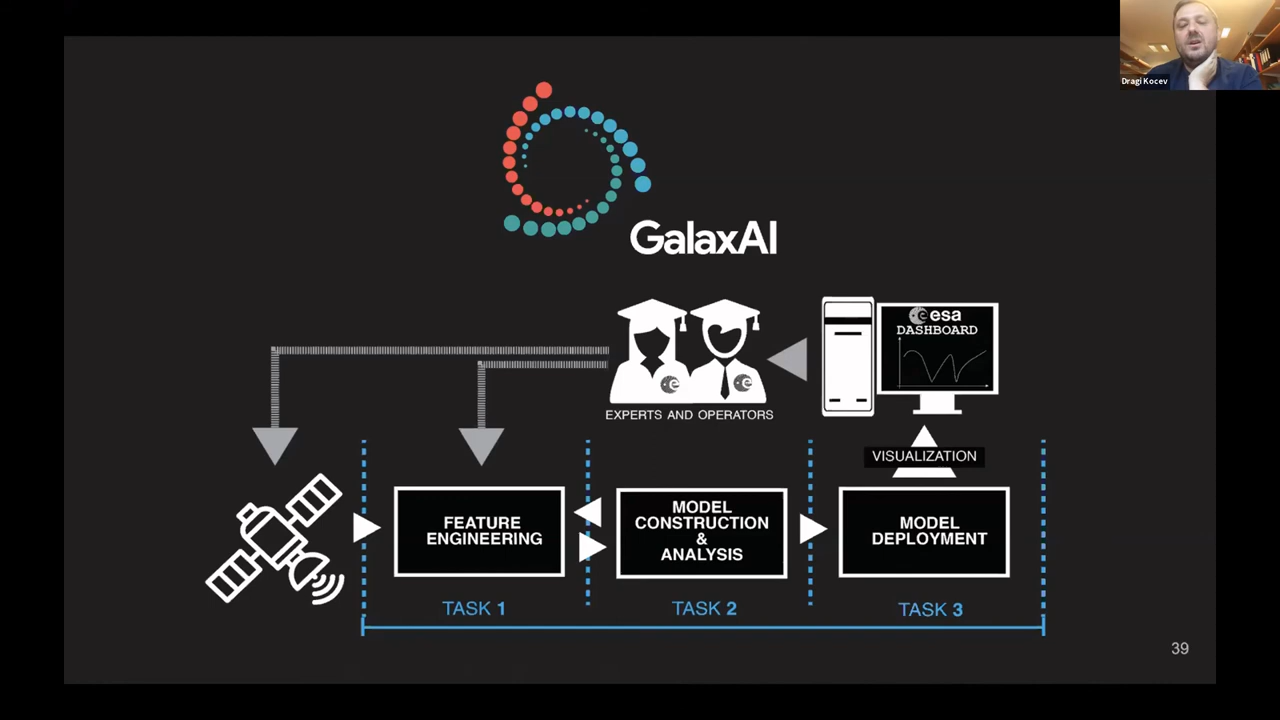 Dragi Kocev
GalaxAI
esa
DASHBOARD
EXPERTS AND OPERATORS
VISUALIZATION
FEATURE
ENGINEERING
MODEL
CONSTRUCTION
&
ANALYSIS
MODEL
DEPLOYMENT
TASK 1
TASK 2
TASK 3
39